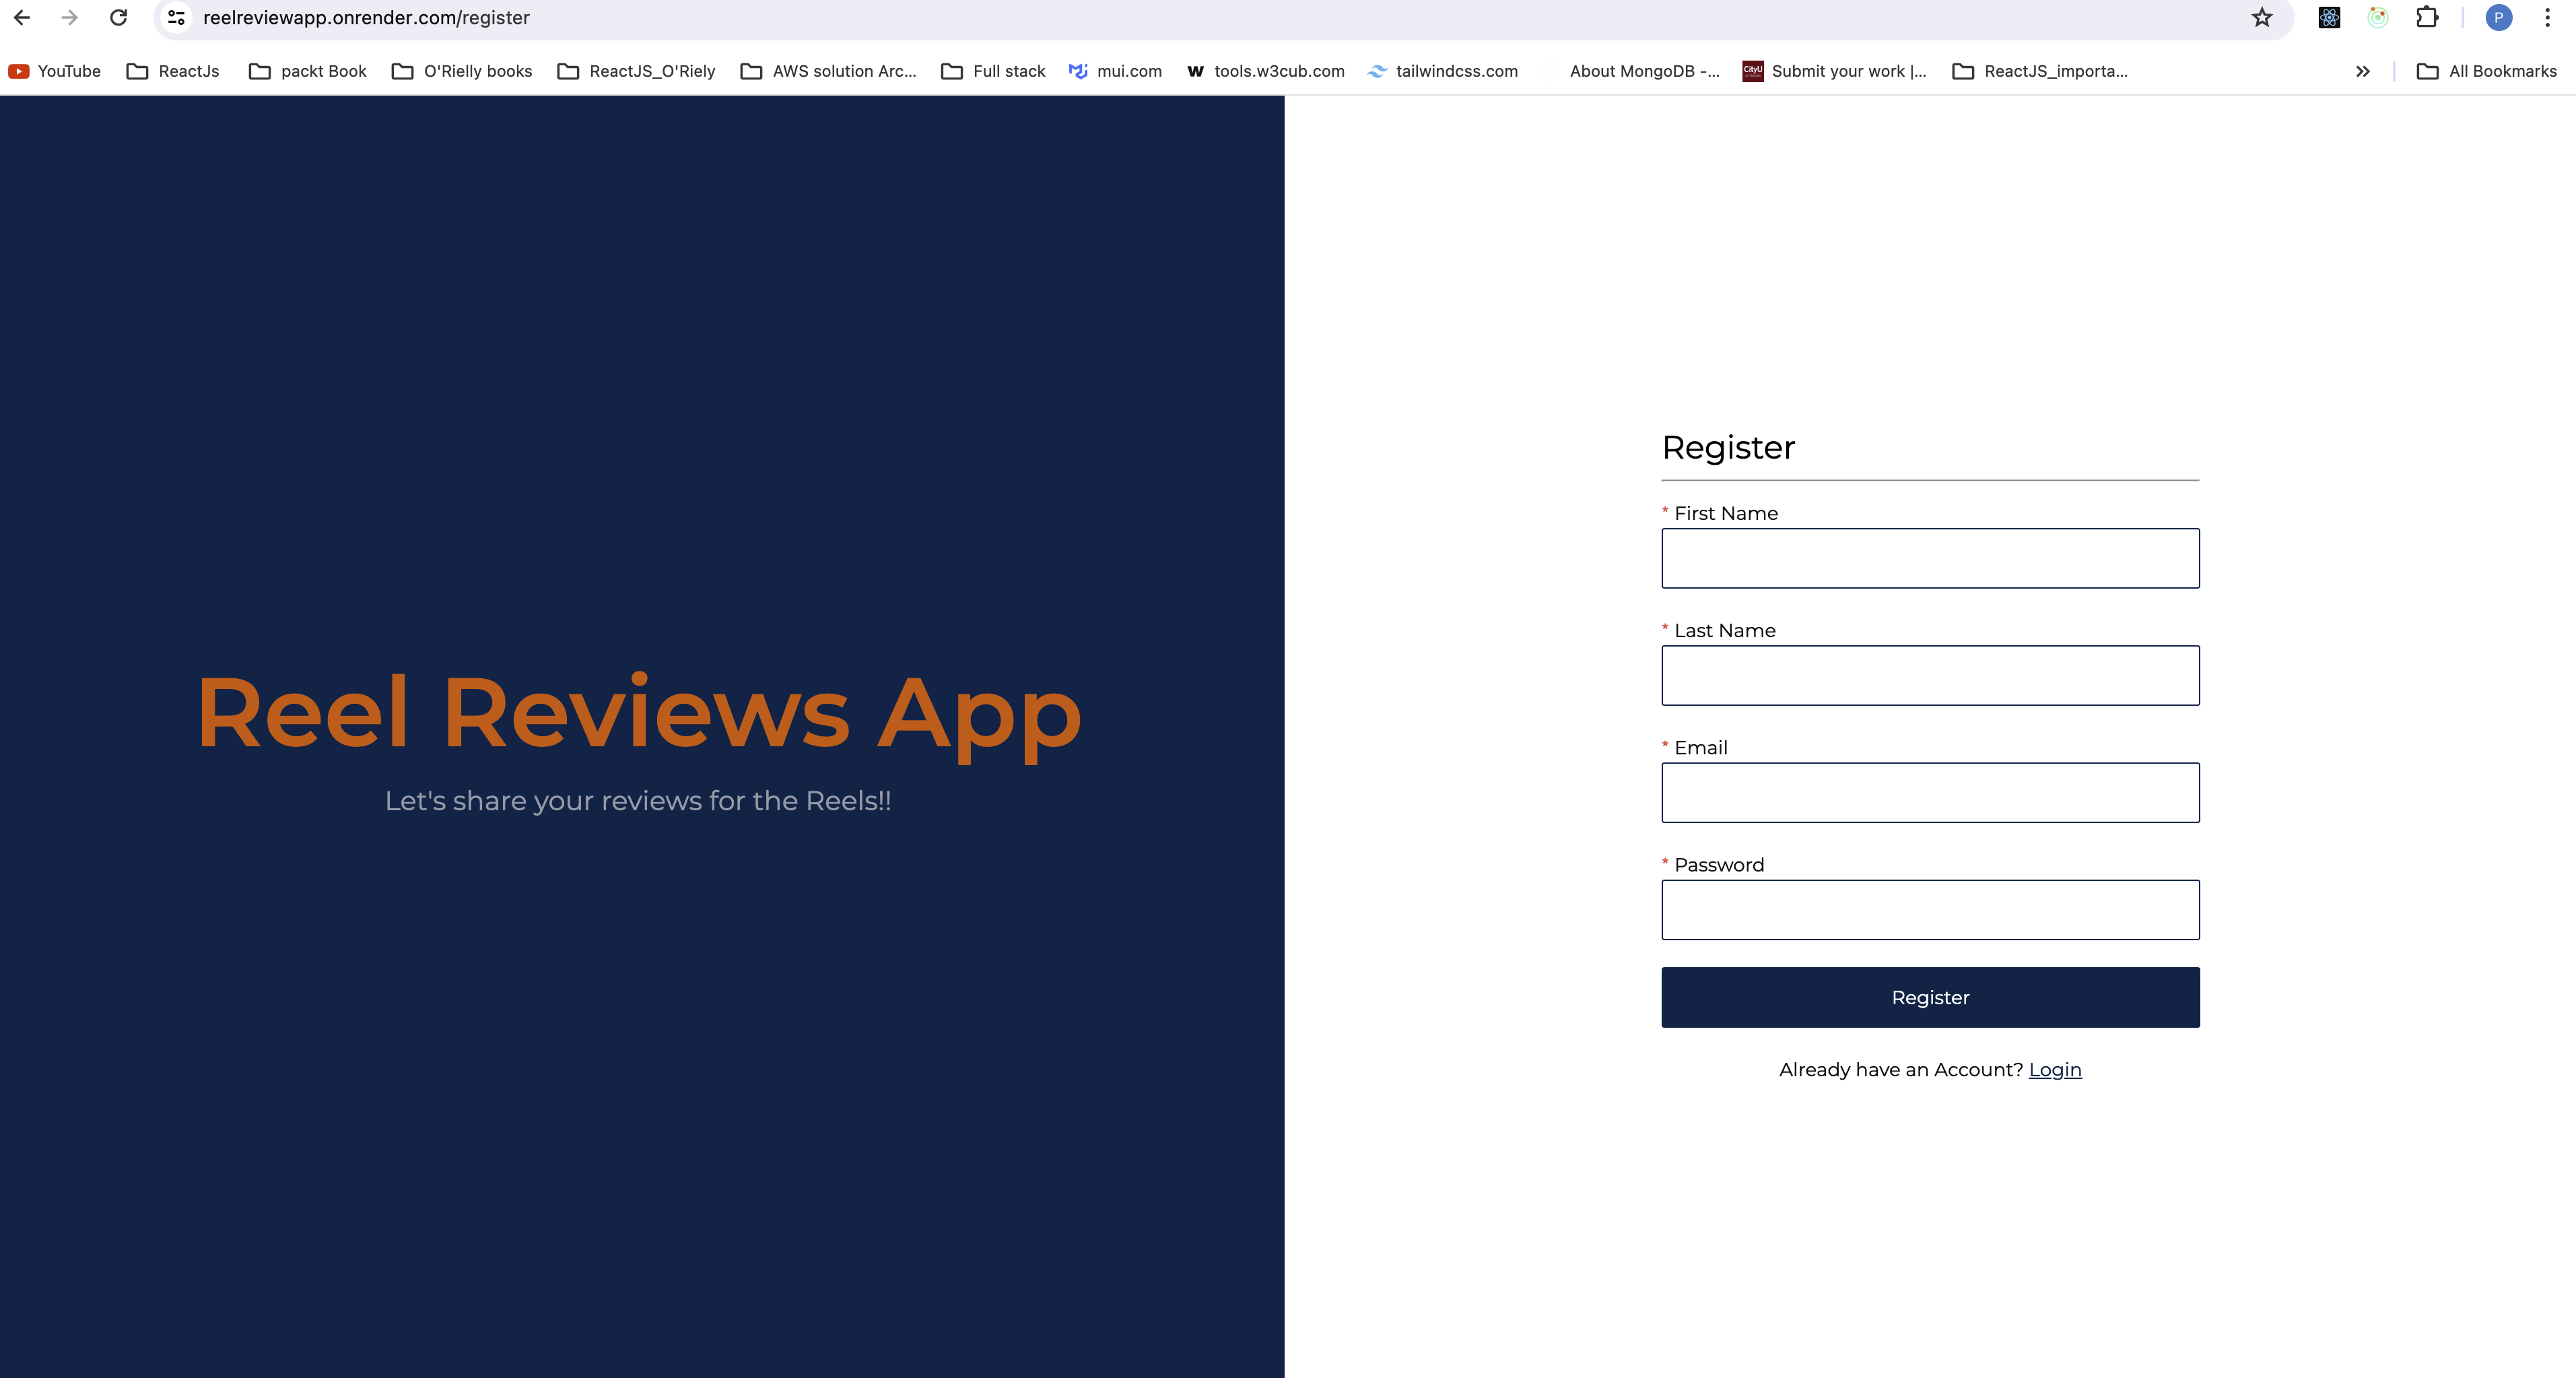 reelreviewapp.onrender.com/register
P
YouTube ReactJs packt Book O'Rielly books ReactJS_O'Riely AWS solution Arc... Full stack mui.com w tools.w3cub.com tailwindcss.com About MongoDB -... CityU Submit your work |... ReactJS_importa... All Bookmarks
Register
* First Name
* Last Name
Reel Reviews App
* Email
Let's share your reviews for the Reels!!
* Password
Register
Already have an Account? Login